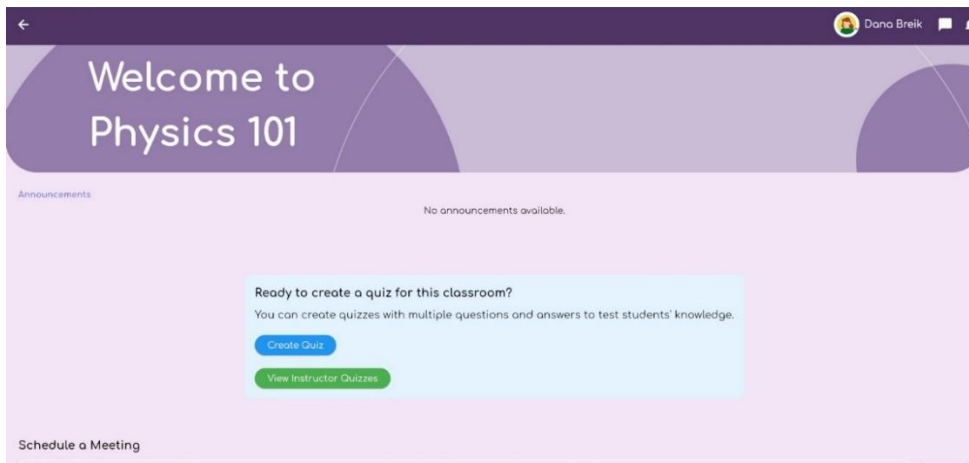 Dana Breik
Welcome to
Physics 101
Announcements
No announcements available.
Ready to create a quiz for this classroom?
You can create quizzes with multiple questions and answers to test students' knowledge.
Create Quiz
View Instructor Quizzes
Schedule a Meeting